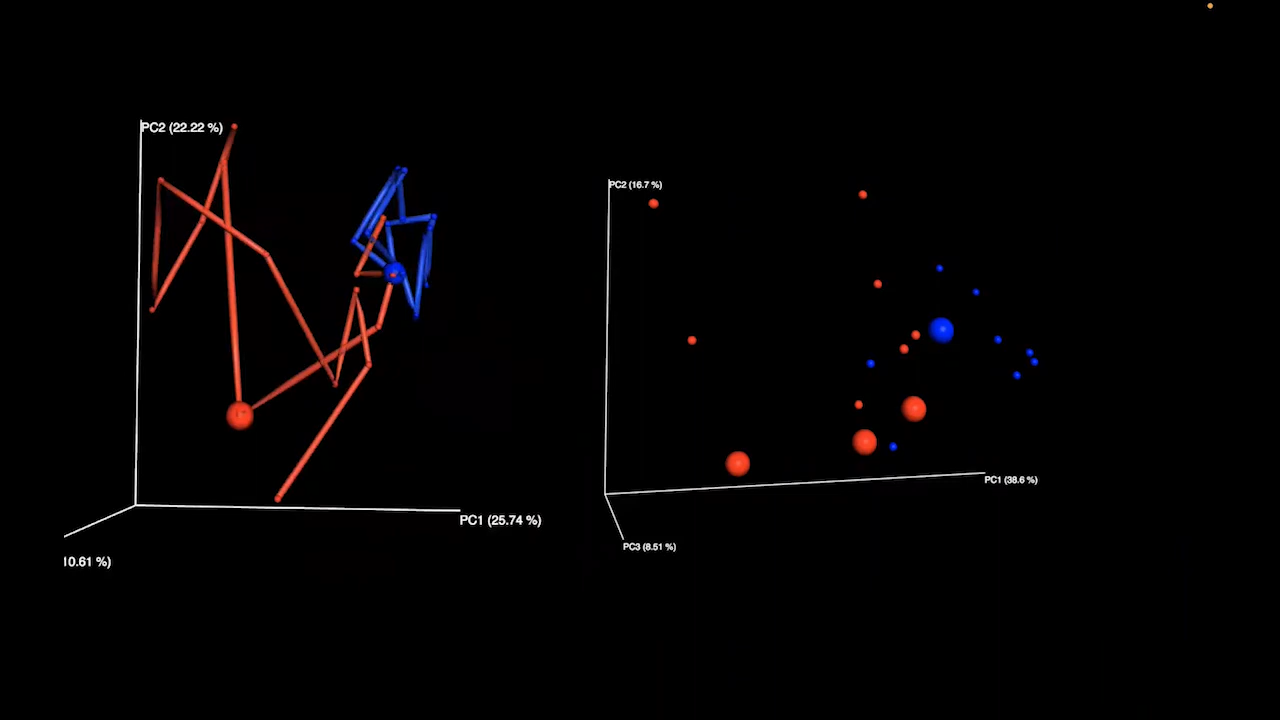 PC2 (22.22 %)
PC1 (25.74 %)
10.61 %)
PC2 (16.7 %)
PC1 (38.6 %)
PC3 (8.51 %)